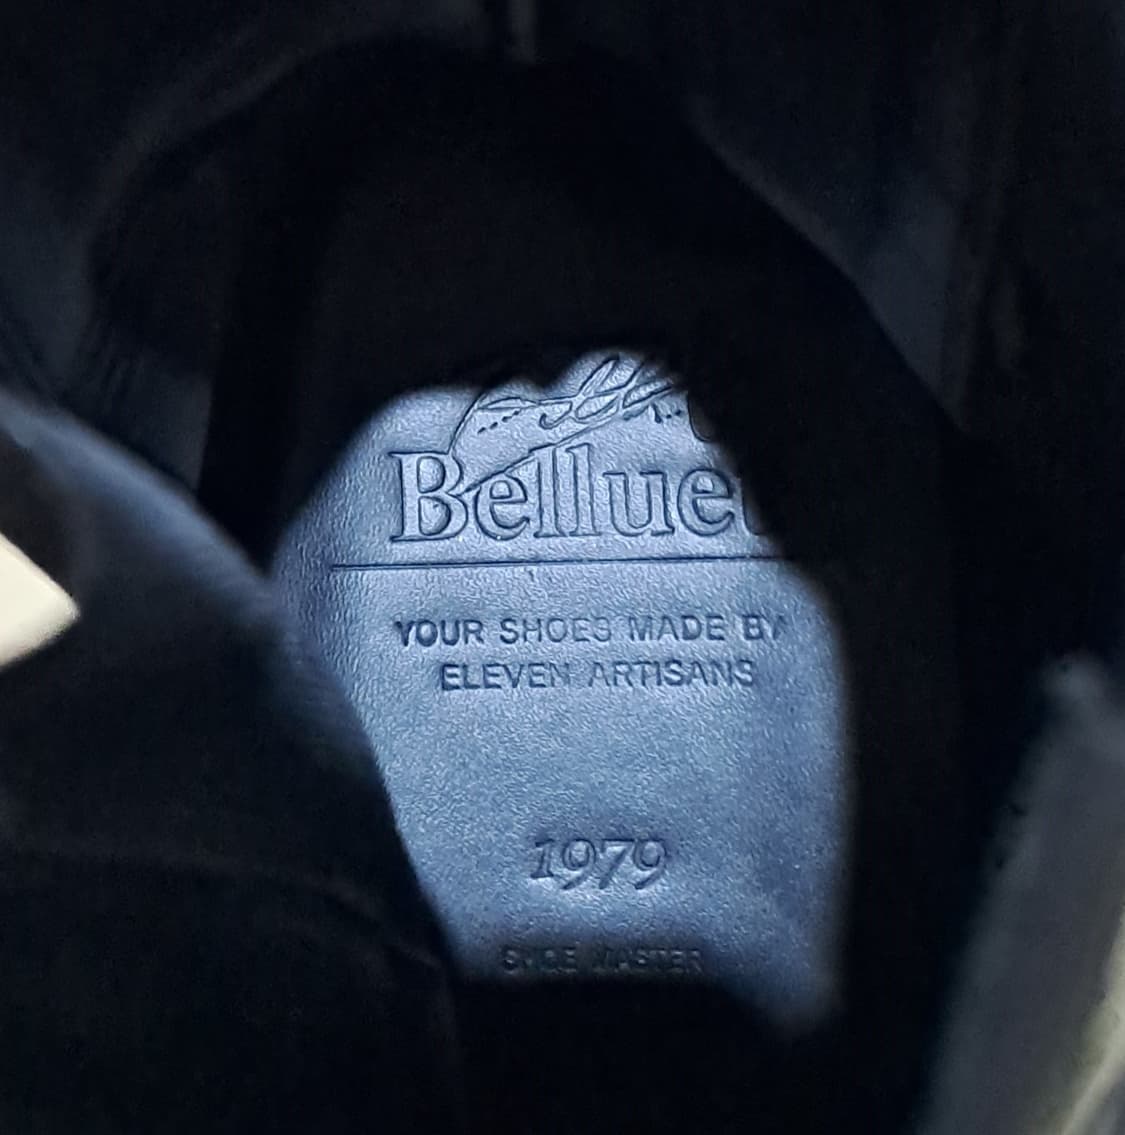 Bellue
YOUR SHOES MADE BY
ELEVEN ARTISANS
1979
SHOE MASTER